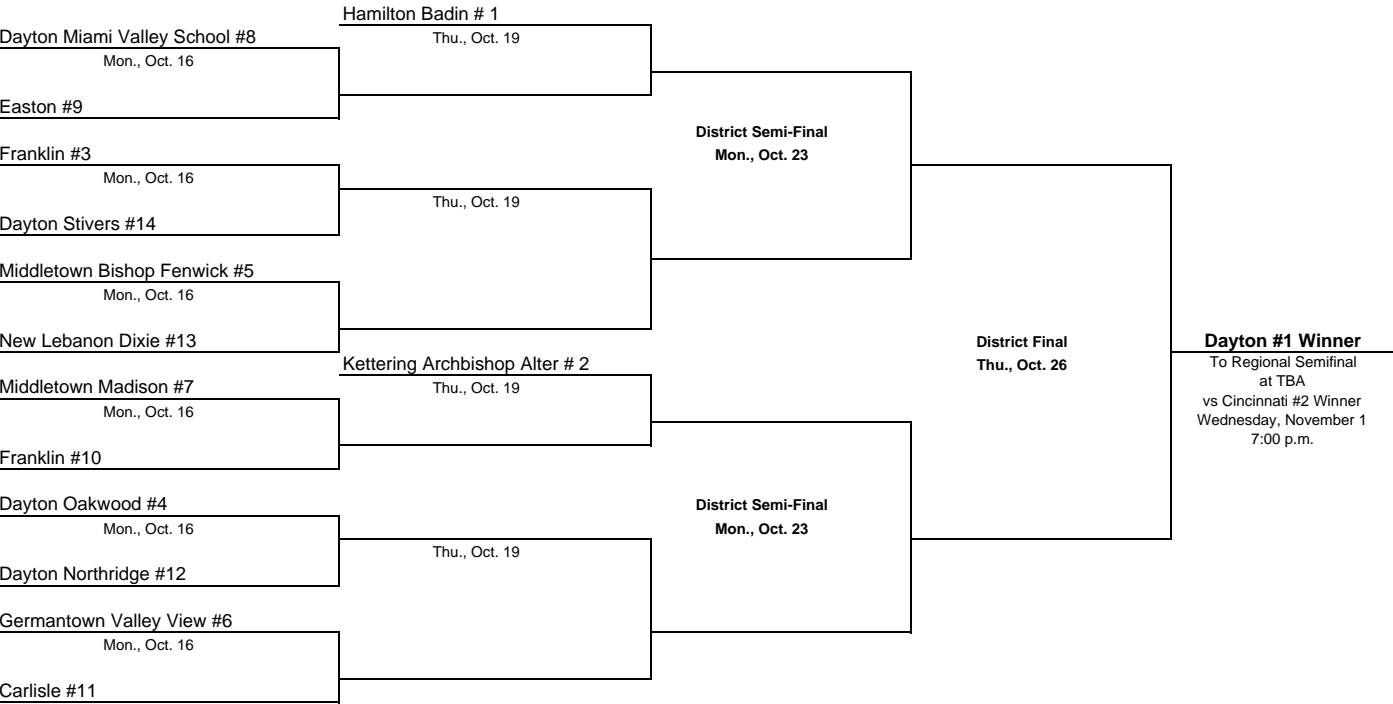 Hamilton Badin # 1
Dayton Miami Valley School #8
Thu., Oct. 19
Mon., Oct. 16
Easton #9
District Semi-Final
Mon., Oct. 23
Franklin #3
Mon., Oct. 16
Thu., Oct. 19
Dayton Stivers #14
Middletown Bishop Fenwick #5
Mon., Oct. 16
New Lebanon Dixie #13
District Final
Thu., Oct. 26
Dayton #1 Winner
To Regional Semifinal
at TBA
vs Cincinnati #2 Winner
Wednesday, November 1
7:00 p.m.
Kettering Archbishop Alter # 2
Middletown Madison #7
Thu., Oct. 19
Mon., Oct. 16
Franklin #10
Dayton Oakwood #4
District Semi-Final
Mon., Oct. 23
Mon., Oct. 16
Thu., Oct. 19
Dayton Northridge #12
Germantown Valley View #6
Mon., Oct. 16
Carlisle #11